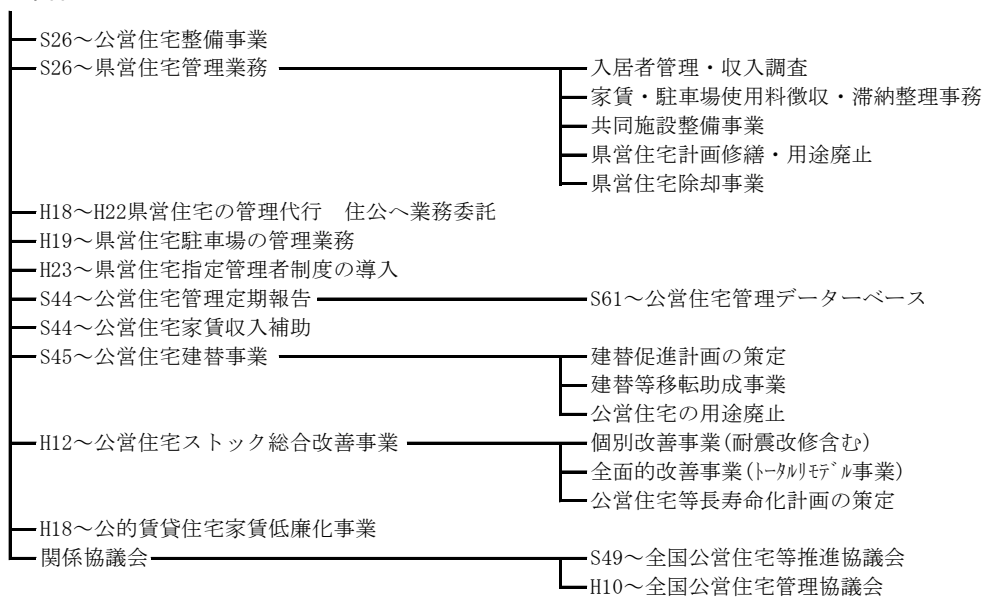 S26～公営住宅整備事業
S26～県営住宅管理業務 入居者管理・収入調査
家賃・駐車場使用料徴収・滞納整理事務
共同施設整備事業
県営住宅計画修繕・用途廃止
県営住宅除却事業
H18～H22県営住宅の管理代行　住公へ業務委託
H19～県営住宅駐車場の管理業務
H23～県営住宅指定管理者制度の導入
S44～公営住宅管理定期報告 S61～公営住宅管理データーベース
S44～公営住宅家賃収入補助
S45～公営住宅建替事業 建替促進計画の策定
建替等移転助成事業
公営住宅の用途廃止
H12～公営住宅ストック総合改善事業 個別改善事業(耐震改修含む)
全面的改善事業(ﾄｰﾀﾙﾘﾓﾃﾞﾙ事業)
公営住宅等長寿命化計画の策定
H18～公的賃貸住宅家賃低廉化事業
関係協議会 S49～全国公営住宅等推進協議会
H10～全国公営住宅管理協議会